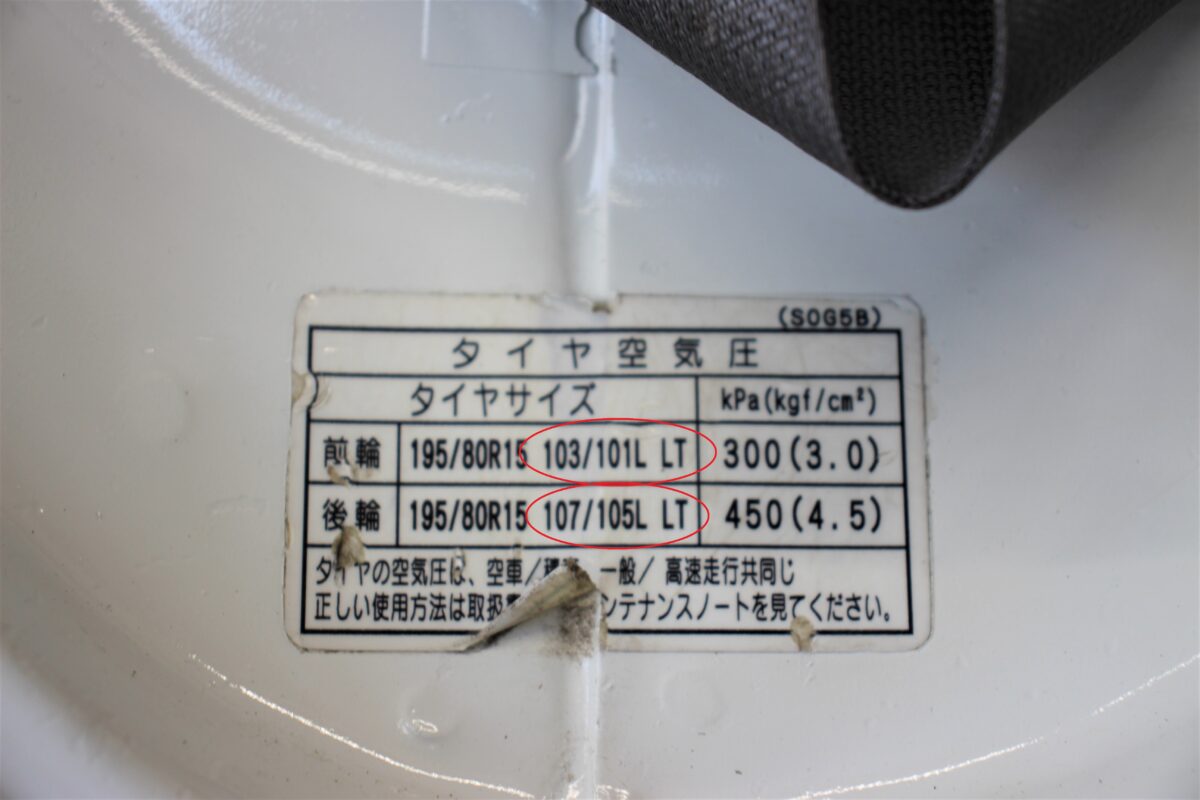 (S0G5B)
タイヤ空気圧
タイヤサイズ kPa(kgf/cm²)
前輪 195/80R15 103/101L LT 300(3.0)
後輪 195/80R15 107/105L LT 450(4.5)
タイヤの空気圧は、空車/積 一般/高速走行共同じ
正しい使用方法は取扱 ンテナンスノートを見てください。